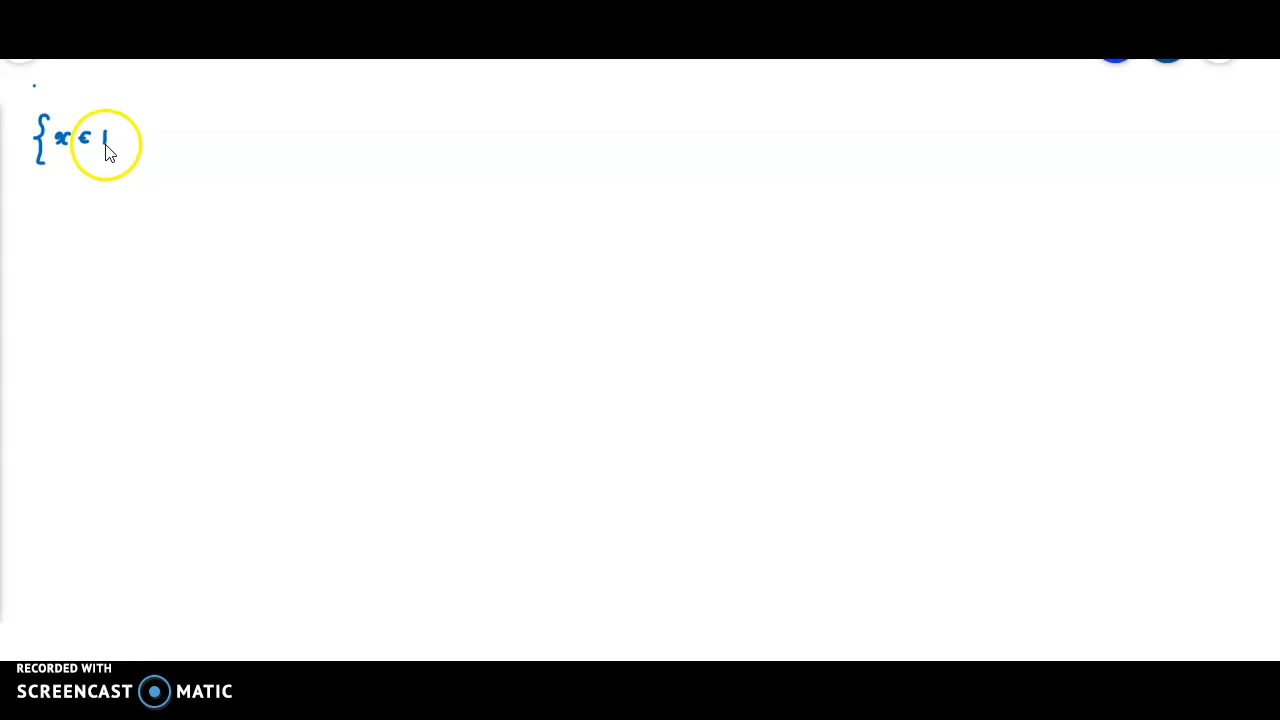 { x ∈ |
RECORDED WITH
SCREENCAST MATIC